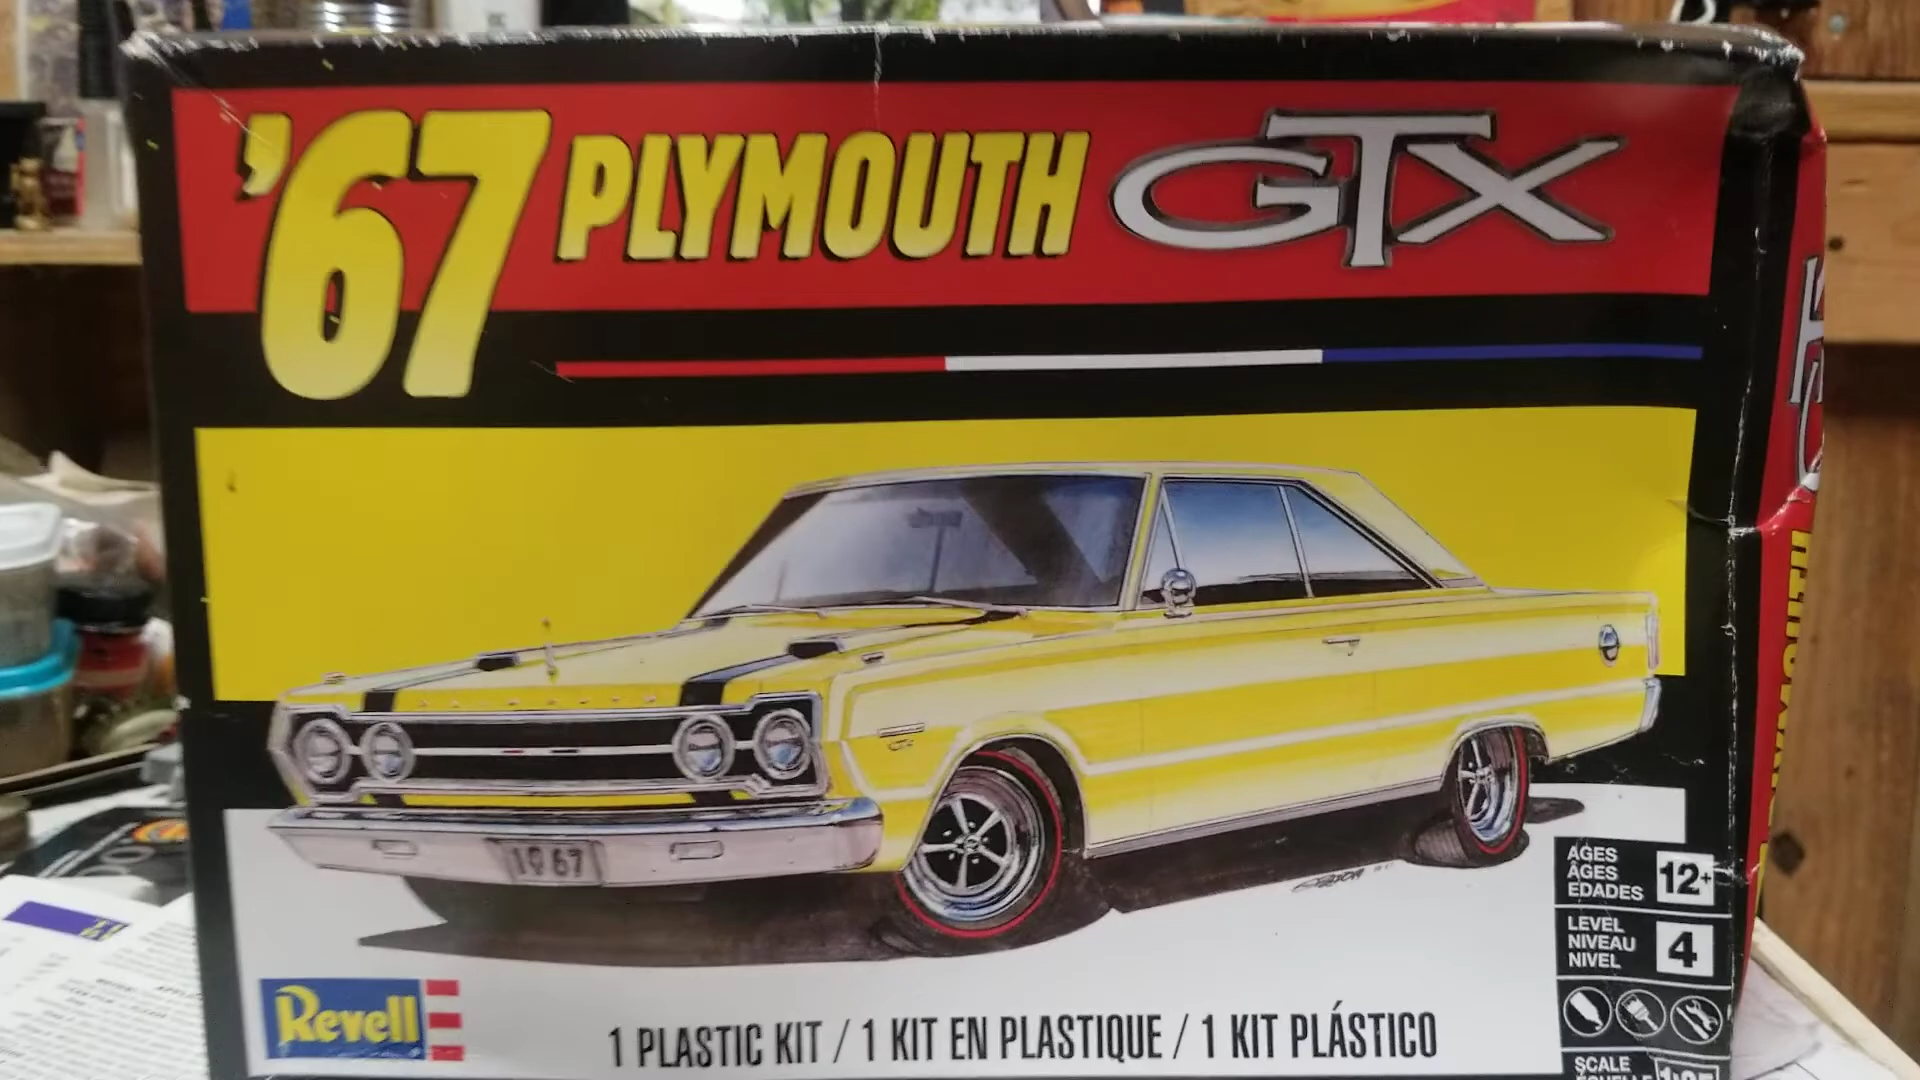 '67 PLYMOUTH GTX
1967
AGES
ÂGES
EDADES
12+
LEVEL
NIVEAU
NIVEL
4
Revell
1 PLASTIC KIT / 1 KIT EN PLASTIQUE / 1 KIT PLÁSTICO
SCALE
PLYMOUTH